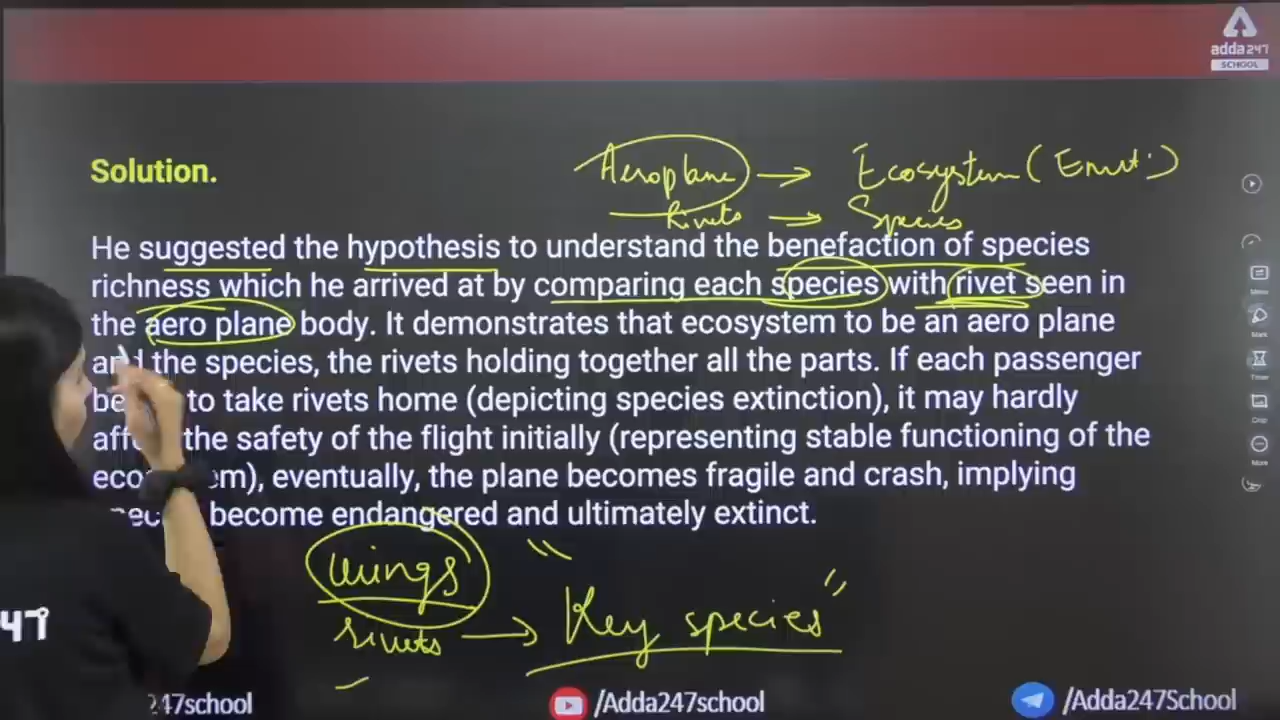 adda247
SCHOOL
Solution.
Aeroplane → Ecosystem (Envt.)
Rivets → Species
He suggested the hypothesis to understand the benefaction of species
richness which he arrived at by comparing each species with rivet seen in
the aero plane body. It demonstrates that ecosystem to be an aero plane
and the species, the rivets holding together all the parts. If each passenger
to take rivets home (depicting species extinction), it may hardly
the safety of the flight initially (representing stable functioning of the
eventually, the plane becomes fragile and crash, implying
become endangered and ultimately extinct.
wings
rivets → "Key species"
47
247school
/Adda247school
/Adda247School
More